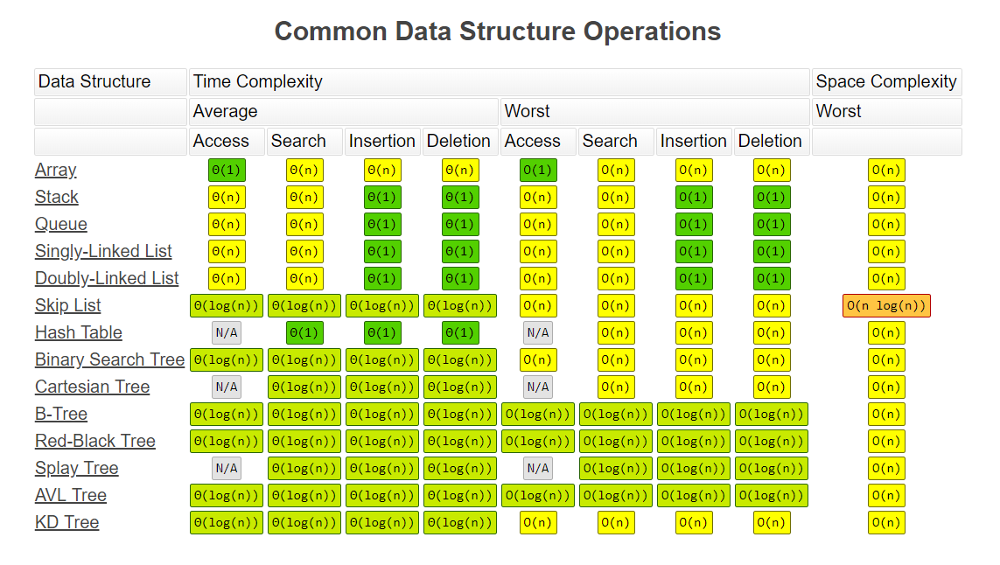 Common Data Structure Operations
Data Structure Time Complexity Space Complexity
Average Worst Worst
Access Search Insertion Deletion Access Search Insertion Deletion
Array Θ(1) Θ(n) Θ(n) Θ(n) O(1) O(n) O(n) O(n) O(n)
Stack Θ(n) Θ(n) Θ(1) Θ(1) O(n) O(n) O(1) O(1) O(n)
Queue Θ(n) Θ(n) Θ(1) Θ(1) O(n) O(n) O(1) O(1) O(n)
Singly-Linked List Θ(n) Θ(n) Θ(1) Θ(1) O(n) O(n) O(1) O(1) O(n)
Doubly-Linked List Θ(n) Θ(n) Θ(1) Θ(1) O(n) O(n) O(1) O(1) O(n)
Skip List Θ(log(n)) Θ(log(n)) Θ(log(n)) Θ(log(n)) O(n) O(n) O(n) O(n) O(n log(n))
Hash Table N/A Θ(1) Θ(1) Θ(1) N/A O(n) O(n) O(n) O(n)
Binary Search Tree Θ(log(n)) Θ(log(n)) Θ(log(n)) Θ(log(n)) O(n) O(n) O(n) O(n) O(n)
Cartesian Tree N/A Θ(log(n)) Θ(log(n)) Θ(log(n)) N/A O(n) O(n) O(n) O(n)
B-Tree Θ(log(n)) Θ(log(n)) Θ(log(n)) Θ(log(n)) O(log(n)) O(log(n)) O(log(n)) O(log(n)) O(n)
Red-Black Tree Θ(log(n)) Θ(log(n)) Θ(log(n)) Θ(log(n)) O(log(n)) O(log(n)) O(log(n)) O(log(n)) O(n)
Splay Tree N/A Θ(log(n)) Θ(log(n)) Θ(log(n)) N/A O(log(n)) O(log(n)) O(log(n)) O(n)
AVL Tree Θ(log(n)) Θ(log(n)) Θ(log(n)) Θ(log(n)) O(log(n)) O(log(n)) O(log(n)) O(log(n)) O(n)
KD Tree Θ(log(n)) Θ(log(n)) Θ(log(n)) Θ(log(n)) O(n) O(n) O(n) O(n) O(n)